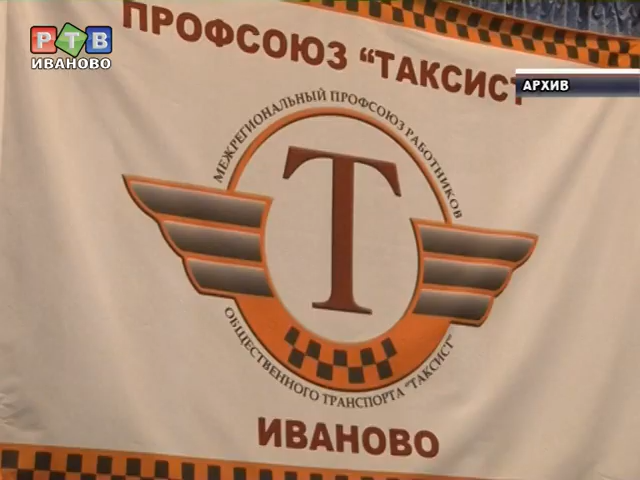 РТВ
ИВАНОВО
АРХИВ
ПРОФСОЮЗ "ТАКСИСТ
МЕЖРЕГИОНАЛЬНЫЙ ПРОФСОЮЗ РАБОТНИКОВ
Т
ОБЩЕСТВЕННОГО ТРАНСПОРТА "ТАКСИСТ"
ИВАНОВО